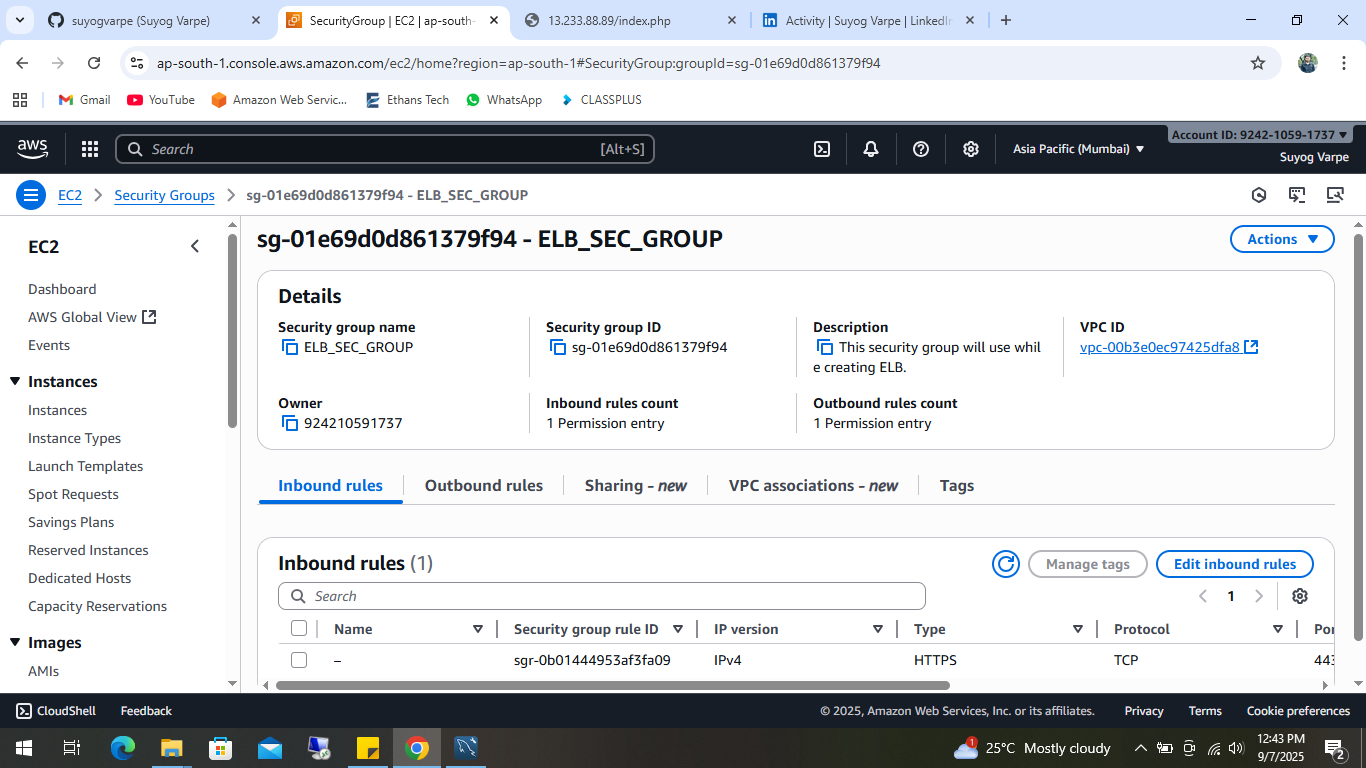 suyogvarpe (Suyog Varpe)
SecurityGroup | EC2 | ap-south-
13.233.88.89/index.php
Activity | Suyog Varpe | LinkedIn
ap-south-1.console.aws.amazon.com/ec2/home?region=ap-south-1#SecurityGroup:groupId=sg-01e69d0d861379f94
Gmail
YouTube
Amazon Web Servic...
Ethans Tech
WhatsApp
CLASSPLUS
aws
Search
[Alt+S]
Asia Pacific (Mumbai)
Account ID: 9242-1059-1737
Suyog Varpe
EC2
Security Groups
sg-01e69d0d861379f94 - ELB_SEC_GROUP
EC2
Dashboard
AWS Global View
Events
Instances
Instances
Instance Types
Launch Templates
Spot Requests
Savings Plans
Reserved Instances
Dedicated Hosts
Capacity Reservations
Images
AMIs
sg-01e69d0d861379f94 - ELB_SEC_GROUP
Actions
Details
Security group name
ELB_SEC_GROUP
Security group ID
sg-01e69d0d861379f94
Description
This security group will use whil
e creating ELB.
VPC ID
vpc-00b3e0ec97425dfa8
Owner
924210591737
Inbound rules count
1 Permission entry
Outbound rules count
1 Permission entry
Inbound rules
Outbound rules
Sharing - new
VPC associations - new
Tags
Inbound rules (1)
Manage tags
Edit inbound rules
Search
1
Name
Security group rule ID
IP version
Type
Protocol
Por
–
sgr-0b01444953af3fa09
IPv4
HTTPS
TCP
443
CloudShell
Feedback
© 2025, Amazon Web Services, Inc. or its affiliates.
Privacy
Terms
Cookie preferences
1
25°C Mostly cloudy
12:43 PM
9/7/2025
2